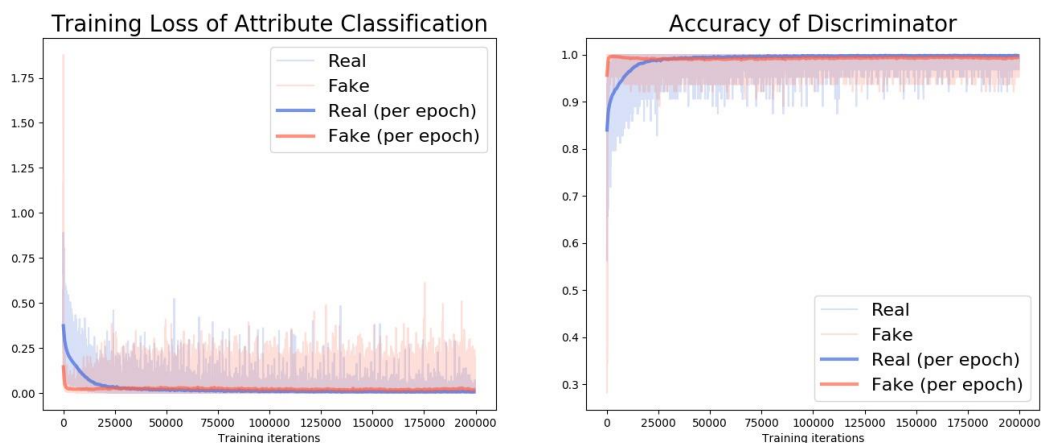 Training Loss of Attribute Classification
1.75
1.50
1.25
1.00
0.75
0.50
0.25
0.00
0
25000
50000
75000
100000
125000
150000
175000
200000
Training iterations
Real
Fake
Real (per epoch)
Fake (per epoch)
Accuracy of Discriminator
1.0
0.9
0.8
0.7
0.6
0.5
0.4
0.3
0
25000
50000
75000
100000
125000
150000
175000
200000
Training iterations
Real
Fake
Real (per epoch)
Fake (per epoch)